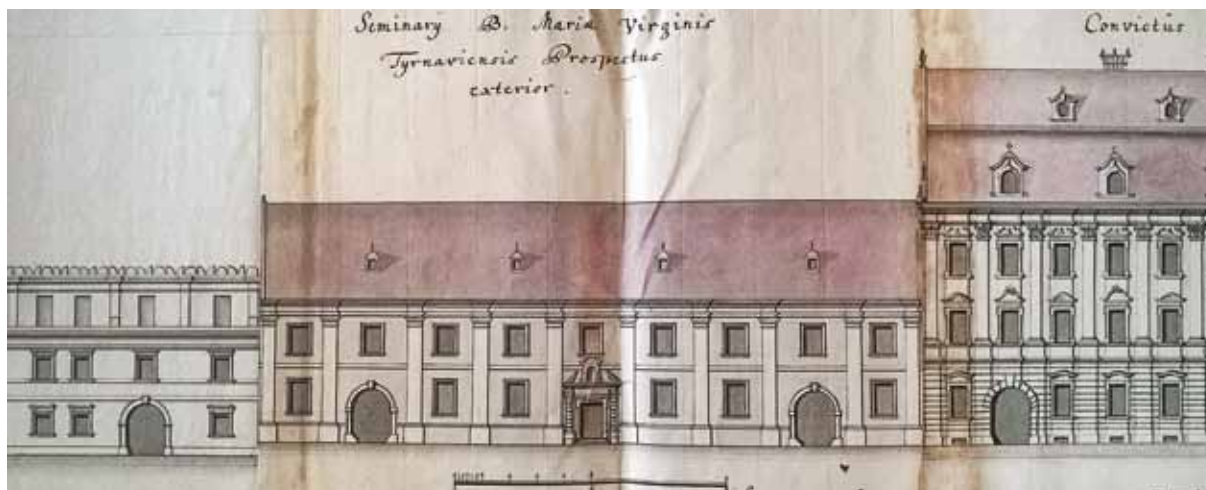 Seminary B. Mariæ Virginis
Tyrnaviensis Prospectus
exterior.
Convictus